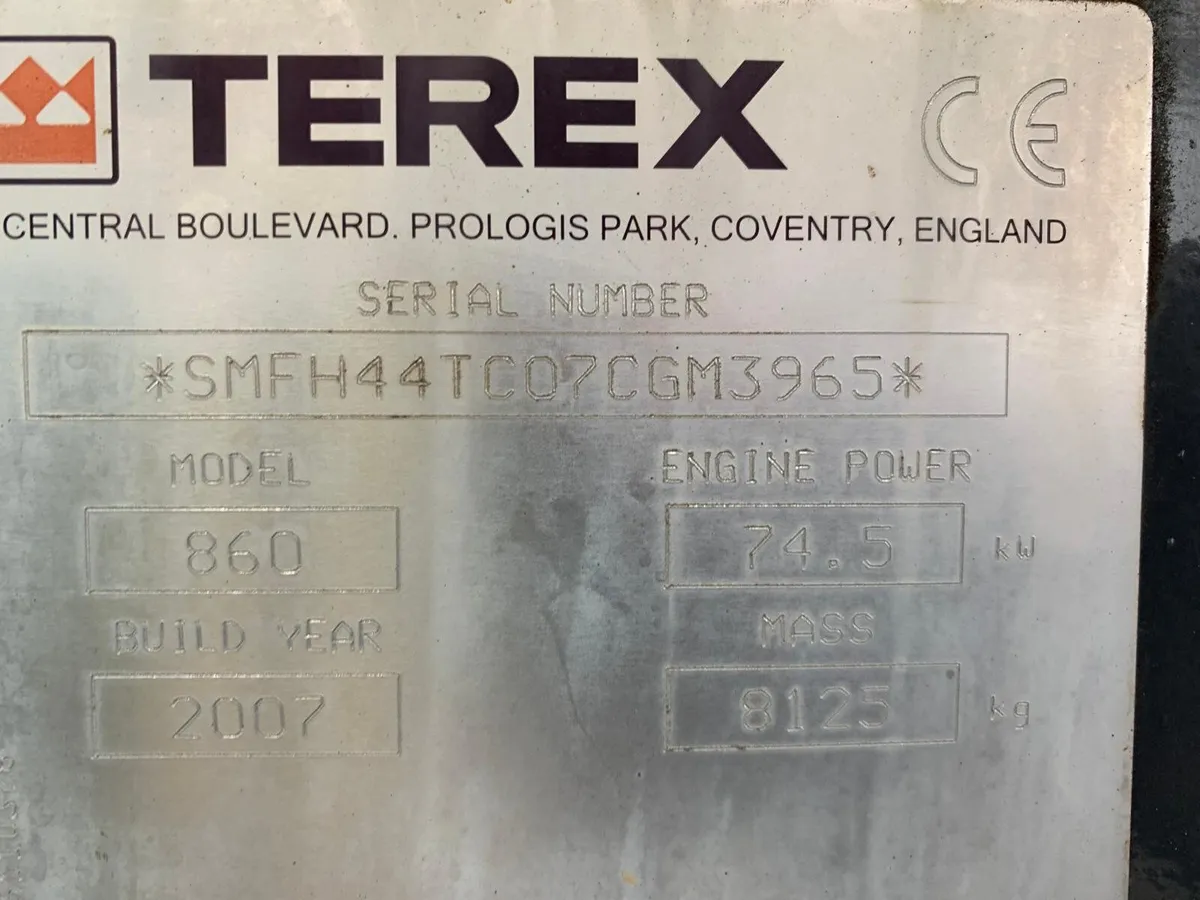 TEREX CE
CENTRAL BOULEVARD. PROLOGIS PARK, COVENTRY, ENGLAND
SERIAL NUMBER
*SMFH44TC07CGM3965*
MODEL
860
ENGINE POWER
74.5 kW
BUILD YEAR
2007
MASS
8125 kg